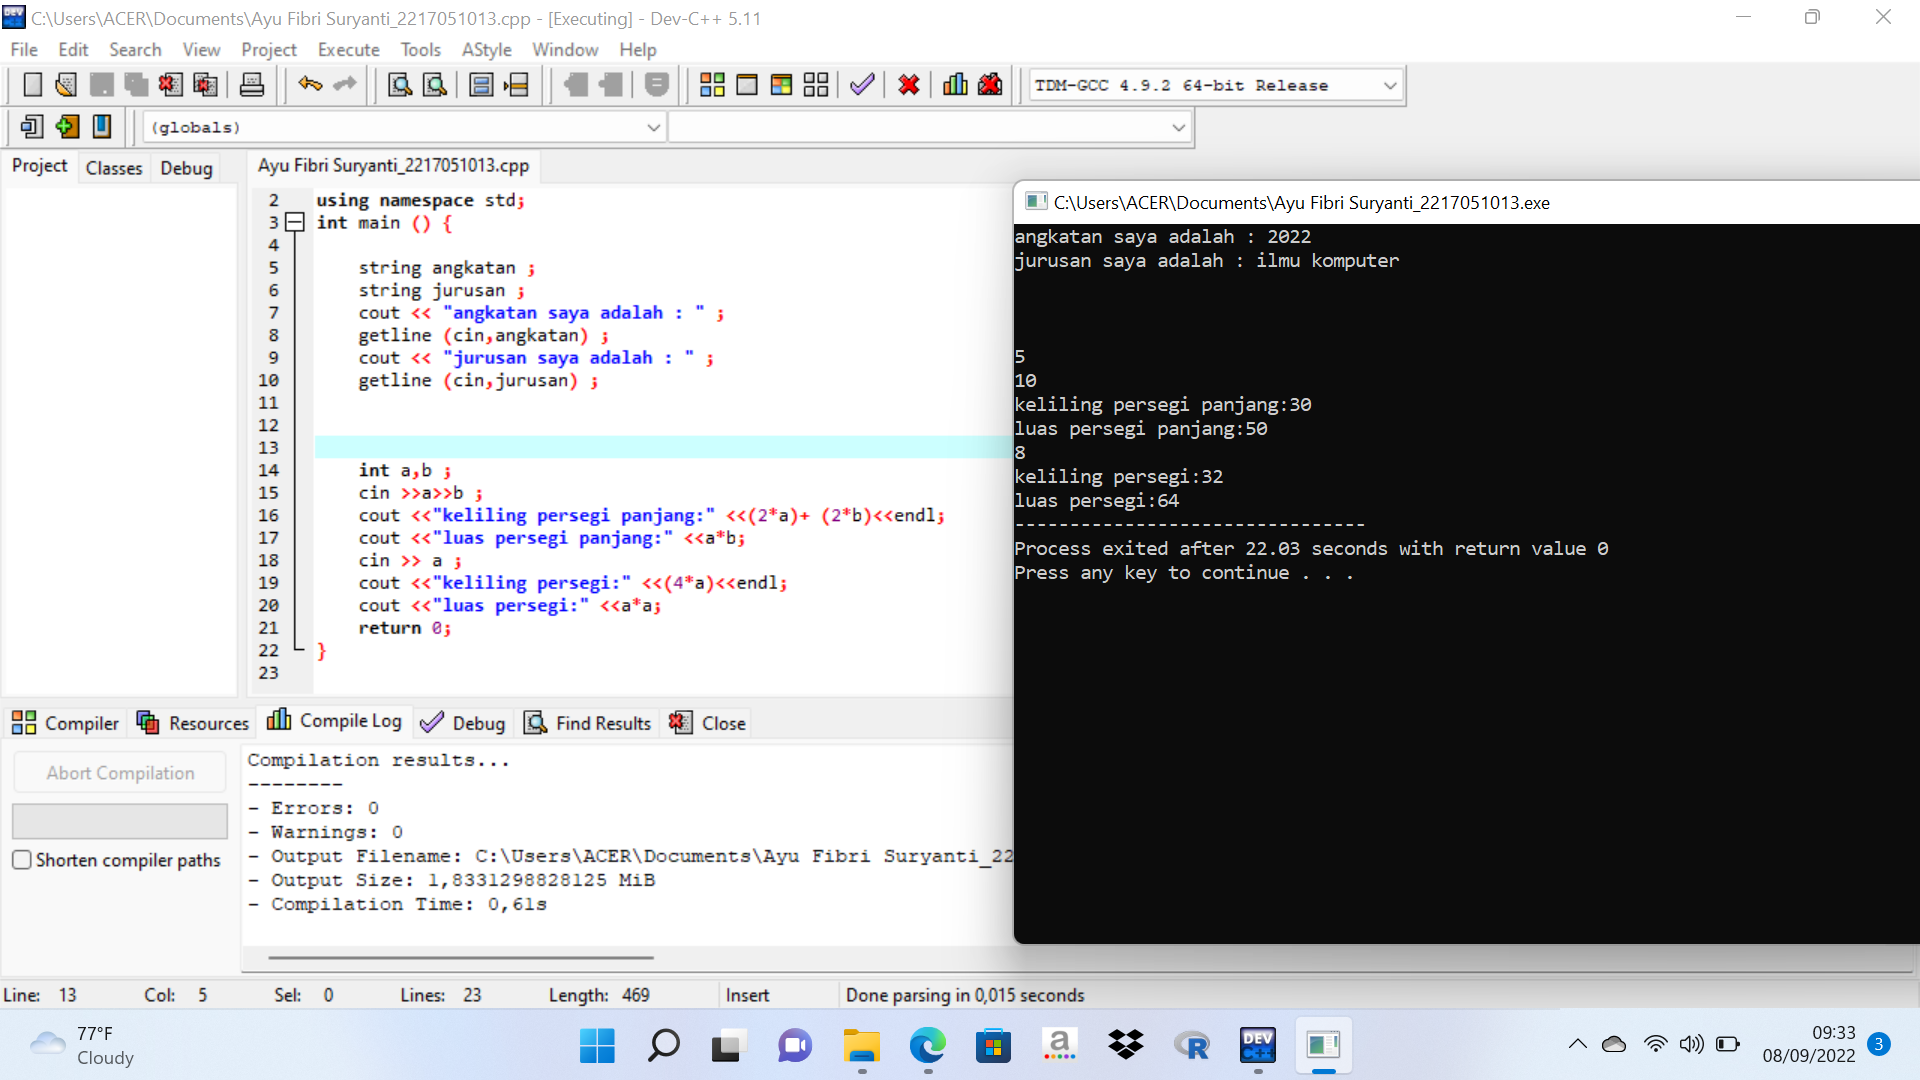 C:\Users\ACER\Documents\Ayu Fibri Suryanti_2217051013.cpp - [Executing] - Dev-C++ 5.11
File Edit Search View Project Execute Tools AStyle Window Help
TDM-GCC 4.9.2 64-bit Release
(globals)
Project Classes Debug
Ayu Fibri Suryanti_2217051013.cpp
2 using namespace std;
3 int main () {
4
5 string angkatan ;
6 string jurusan ;
7 cout << "angkatan saya adalah : " ;
8 getline (cin,angkatan) ;
9 cout << "jurusan saya adalah : " ;
10 getline (cin,jurusan) ;
11
12
13
14 int a,b ;
15 cin >>a>>b ;
16 cout <<"keliling persegi panjang:" <<(2*a)+ (2*b)<<endl;
17 cout <<"luas persegi panjang:" <<a*b;
18 cin >> a ;
19 cout <<"keliling persegi:" <<(4*a)<<endl;
20 cout <<"luas persegi:" <<a*a;
21 return 0;
22 }
23
C:\Users\ACER\Documents\Ayu Fibri Suryanti_2217051013.exe
angkatan saya adalah : 2022
jurusan saya adalah : ilmu komputer
5
10
keliling persegi panjang:30
luas persegi panjang:50
8
keliling persegi:32
luas persegi:64
--------------------------------
Process exited after 22.03 seconds with return value 0
Press any key to continue . . .
Compiler Resources Compile Log Debug Find Results Close
Abort Compilation
Shorten compiler paths
Compilation results...
--------
- Errors: 0
- Warnings: 0
- Output Filename: C:\Users\ACER\Documents\Ayu Fibri Suryanti_22
- Output Size: 1,8331298828125 MiB
- Compilation Time: 0,61s
Line: 13 Col: 5 Sel: 0 Lines: 23 Length: 469 Insert Done parsing in 0,015 seconds
77°F
Cloudy
DEV C++
09:33
08/09/2022
3